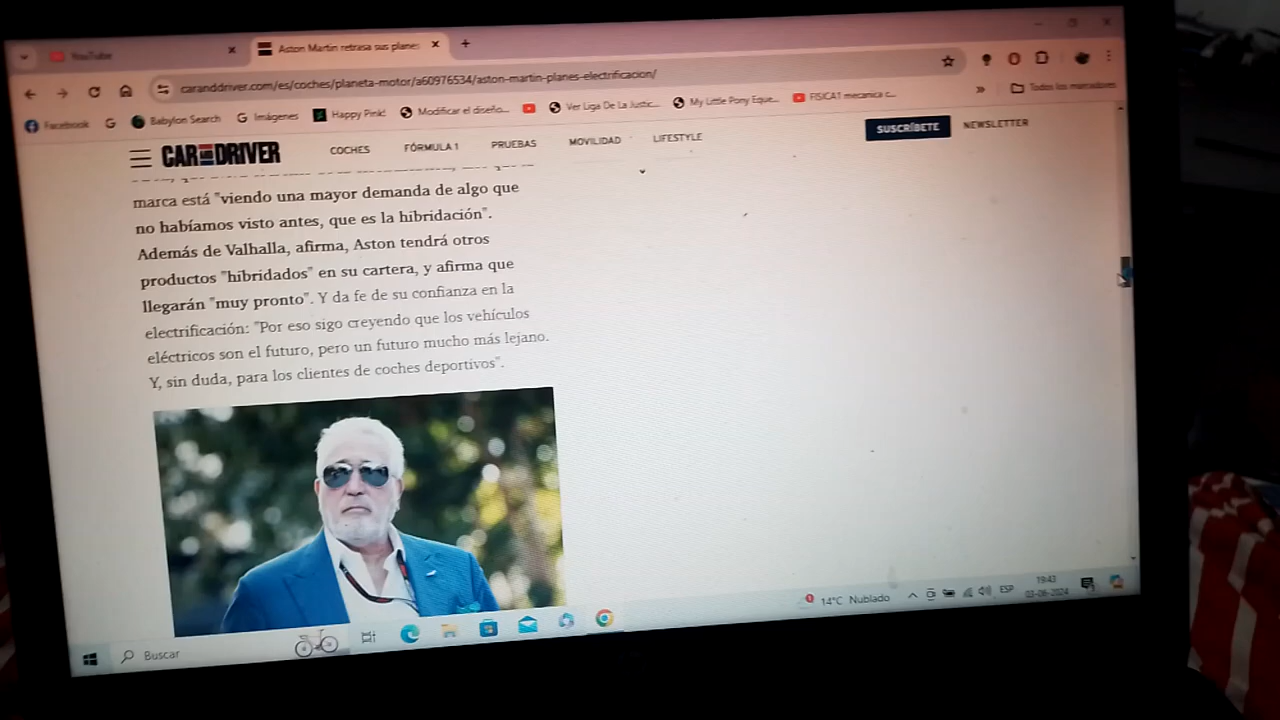 YouTube
Aston Martin retrasa sus planes
caranddriver.com/es/coches/planeta-motor/a60976534/aston-martin-planes-electrificacion/
Facebook
Babylon Search
Imágenes
Happy Pink!
Modificar el diseño...
Ver Liga De La Justic...
My Little Pony Eque...
FISICA1 mecanica c...
Todos los marcadores
CAR AND DRIVER
COCHES
FÓRMULA 1
PRUEBAS
MOVILIDAD
LIFESTYLE
SUSCRÍBETE
NEWSLETTER
marca está "viendo una mayor demanda de algo que
no habíamos visto antes, que es la hibridación".
Además de Valhalla, afirma, Aston tendrá otros
productos "hibridados" en su cartera, y afirma que
llegarán "muy pronto". Y da fe de su confianza en la
electrificación: "Por eso sigo creyendo que los vehículos
eléctricos son el futuro, pero un futuro mucho más lejano.
Y, sin duda, para los clientes de coches deportivos".
Buscar
14°C Nublado
ESP
19:43
03-06-2024